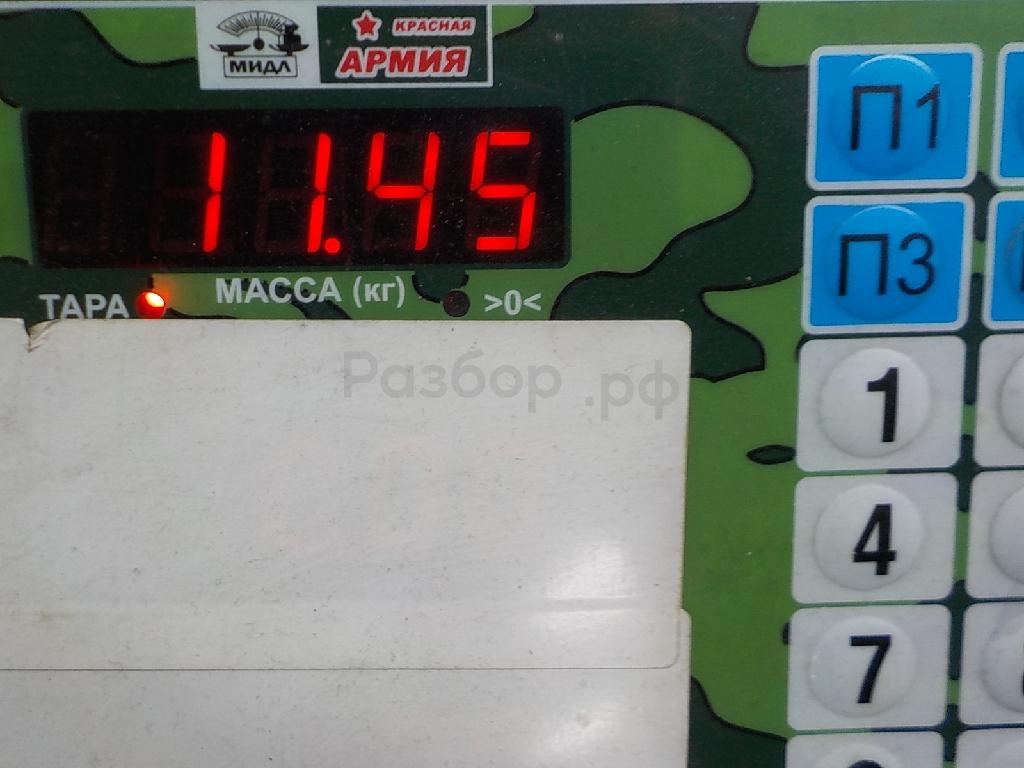 МИДЛ
КРАСНАЯ
АРМИЯ
11.45
ТАРА
МАССА (кг)
>0<
Разбор.рф
П1
П3
1
4
7